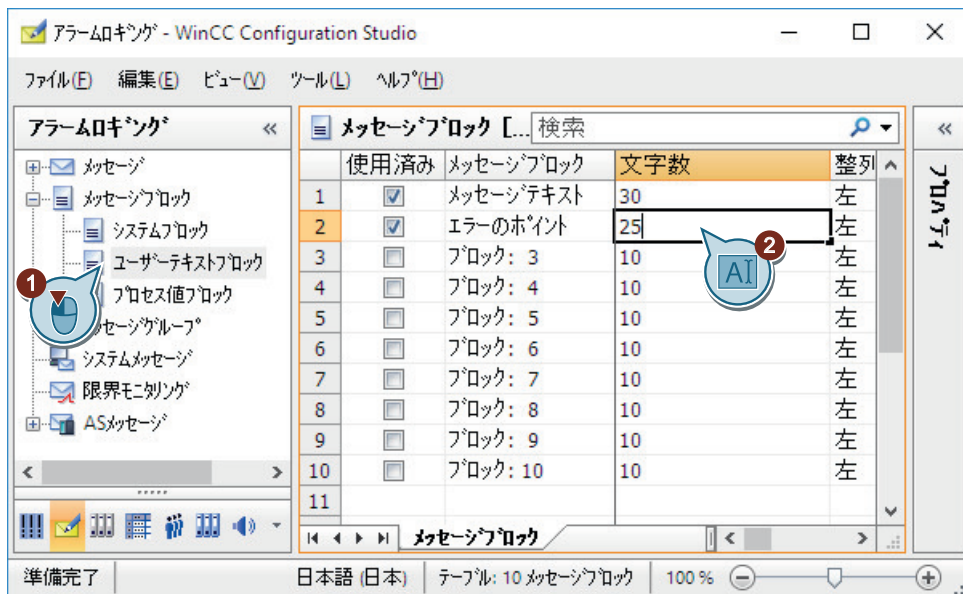 アラームロギング - WinCC Configuration Studio
ファイル(F) 編集(E) ビュー(V) ツール(L) ヘルプ(H)
アラームロギング «
メッセージ
メッセージブロック
システムブロック
ユーザーテキストブロック
プロセス値ブロック
メッセージグループ
システムメッセージ
限界モニタリング
ASメッセージ
1
メッセージブロック [... 検索
使用済み メッセージブロック 文字数 整列
1 メッセージテキスト 30 左
2 エラーのポイント 25 左
3 ブロック: 3 10 左
4 ブロック: 4 10 左
5 ブロック: 5 10 左
6 ブロック: 6 10 左
7 ブロック: 7 10 左
8 ブロック: 8 10 左
9 ブロック: 9 10 左
10 ブロック: 10 10 左
11
2
AI
メッセージブロック
«
プロパティ
準備完了 日本語 (日本) テーブル: 10 メッセージブロック 100 %